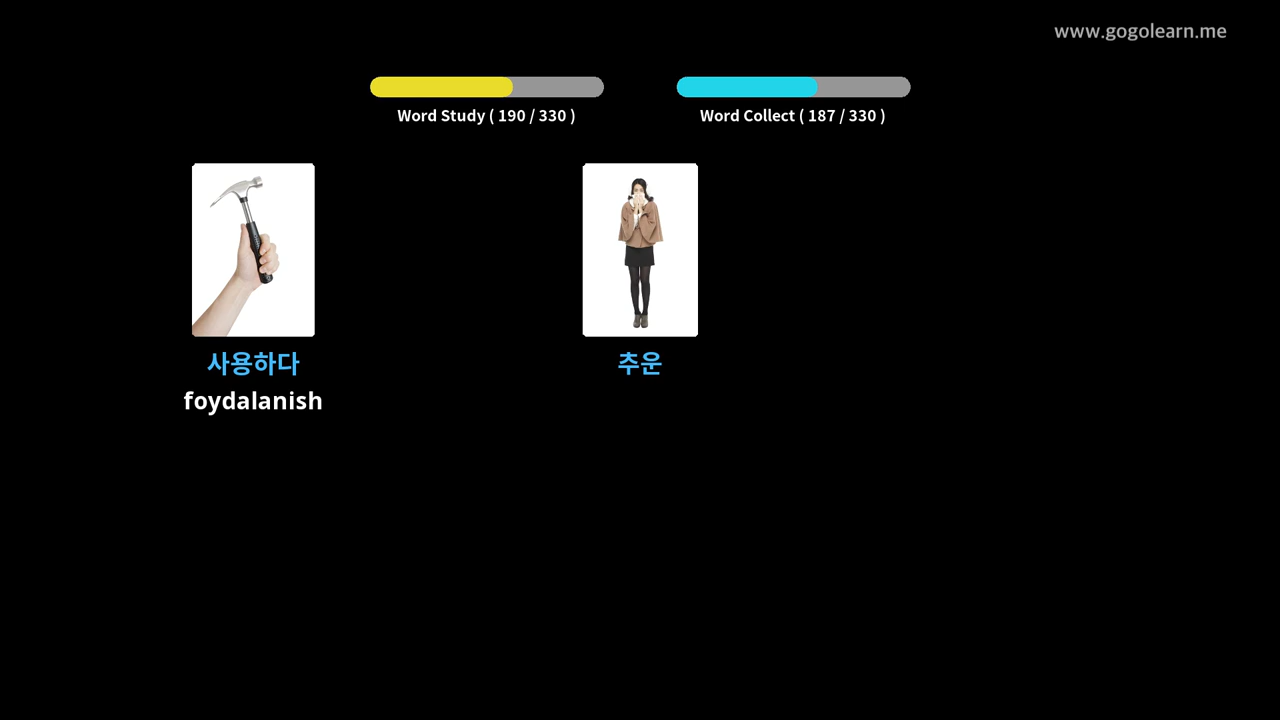 www.gogolearn.me
Word Study ( 190 / 330 )
Word Collect ( 187 / 330 )
사용하다
추운
foydalanish